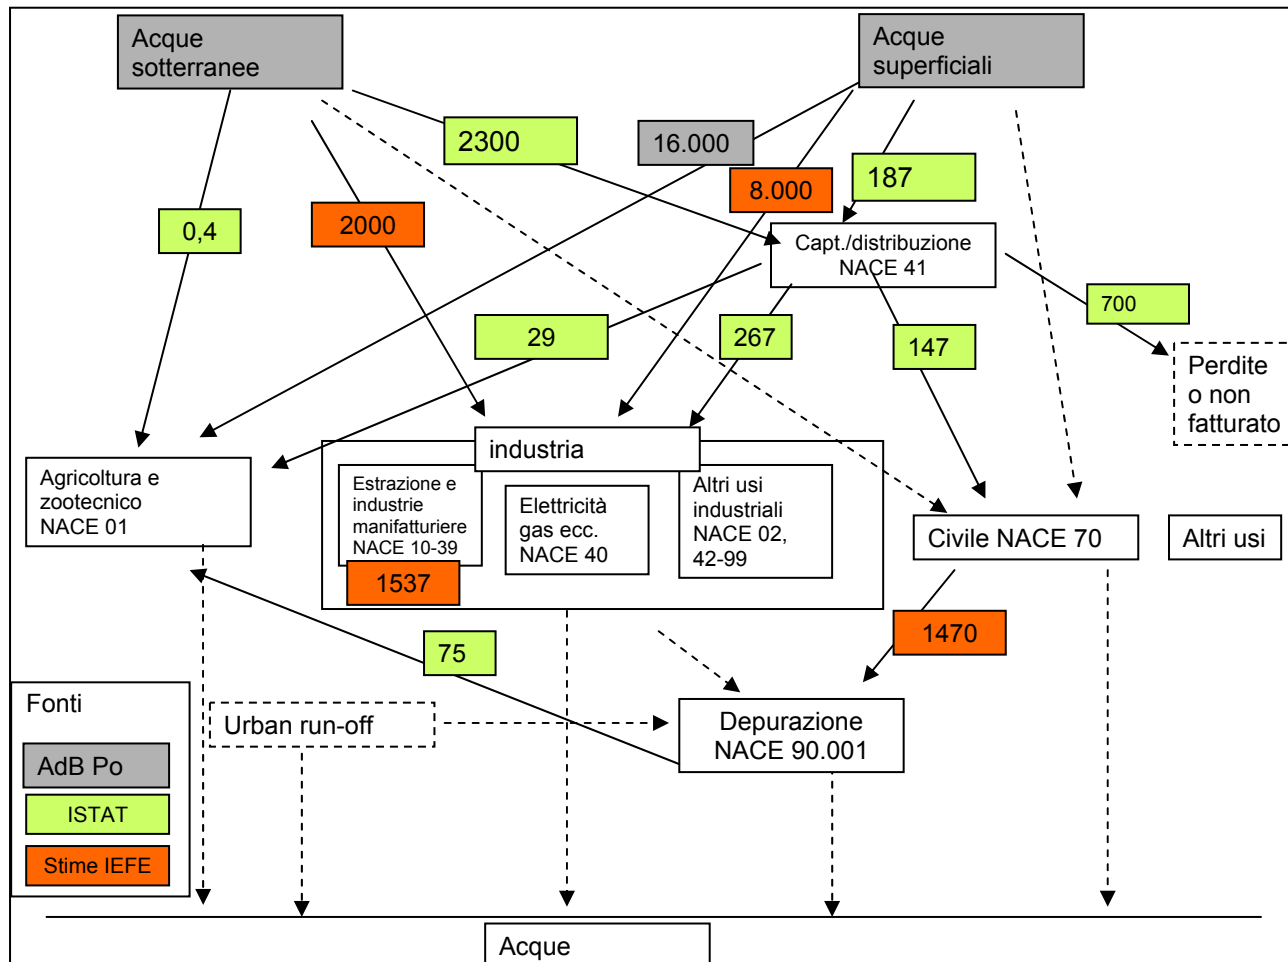 Acque
sotterranee
Acque
superficiali
2300
16.000
187
8.000
0,4
2000
Capt./distribuzione
NACE 41
700
29
267
147
Perdite
o non
fatturato
industria
Agricoltura e
zootecnico
NACE 01
Estrazione e
industrie
manifatturiere
NACE 10-39
1537
Elettricità
gas ecc.
NACE 40
Altri usi
industriali
NACE 02,
42-99
Civile NACE 70
Altri usi
1470
75
Fonti
AdB Po
ISTAT
Stime IEFE
Urban run-off
Depurazione
NACE 90.001
Acque